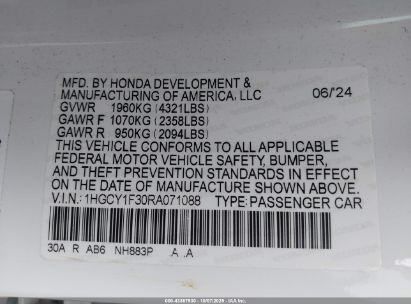 MFD. BY HONDA DEVELOPMENT &
MANUFACTURING OF AMERICA, LLC 06/'24
GVWR 1960KG (4321LBS)
GAWR F 1070KG (2358LBS)
GAWR R 950KG (2094LBS)
THIS VEHICLE CONFORMS TO ALL APPLICABLE
FEDERAL MOTOR VEHICLE SAFETY, BUMPER,
AND THEFT PREVENTION STANDARDS IN EFFECT
ON THE DATE OF MANUFACTURE SHOWN ABOVE.
V.I.N.: 1HGCY1F30RA071088 TYPE: PASSENGER CAR
30A R AB6 NH883P A .A